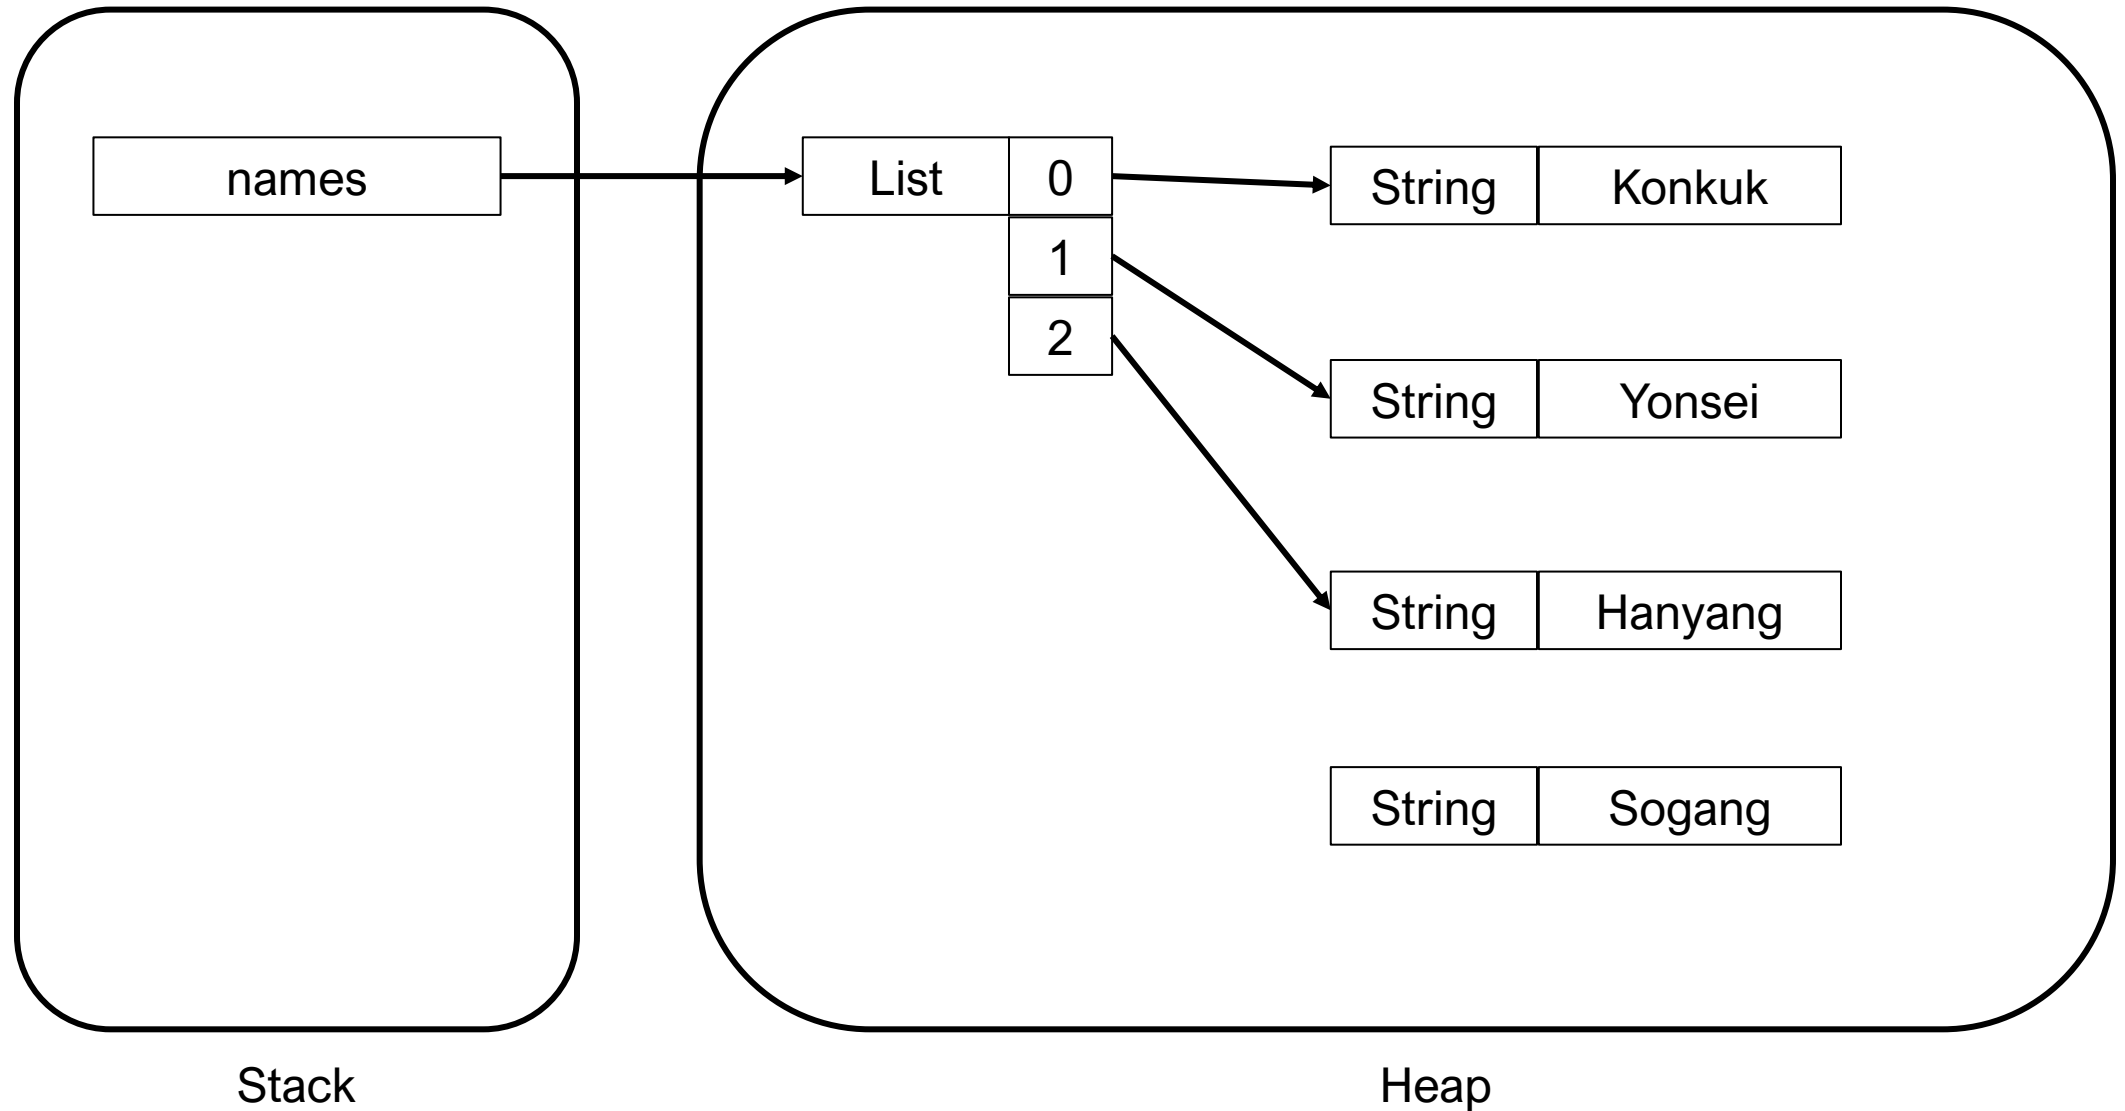 names
List 0
1
2
String Konkuk
String Yonsei
String Hanyang
String Sogang
Stack
Heap